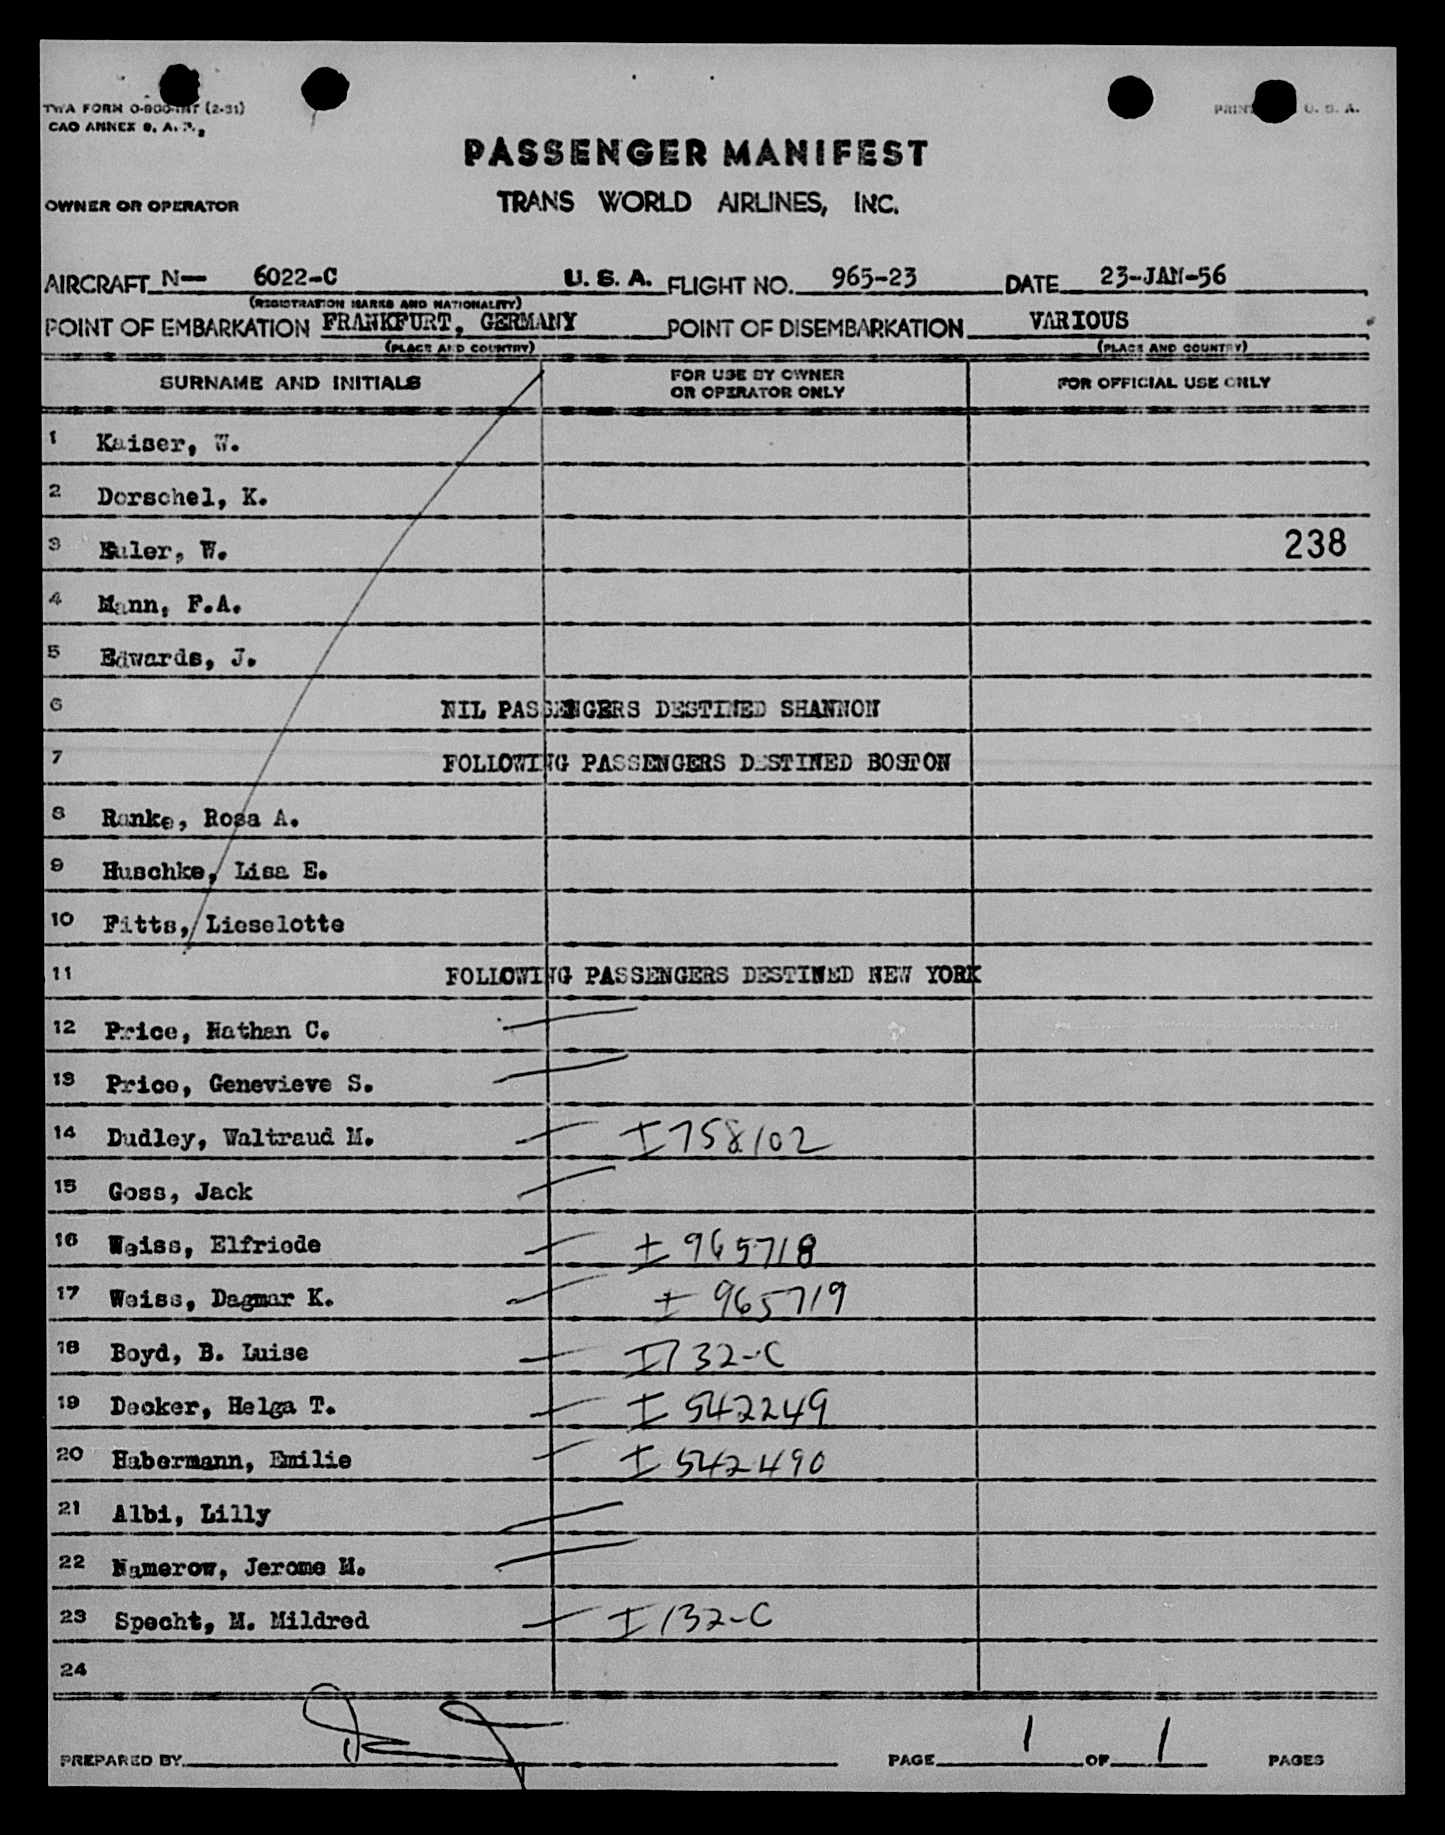 TWA FORM O-900-INT (2-51)
CAO ANNEX 9, A.
PRIN U. S. A.
PASSENGER MANIFEST
OWNER OR OPERATOR TRANS WORLD AIRLINES, INC.
AIRCRAFT N— 6022-C U. S. A. FLIGHT NO. 965-23 DATE 23-JAN-56
(REGISTRATION MARKS AND NATIONALITY)
POINT OF EMBARKATION FRANKFURT, GERMANY POINT OF DISEMBARKATION VARIOUS
(PLACE AND COUNTRY) (PLACE AND COUNTRY)
SURNAME AND INITIALS FOR USE BY OWNER OR OPERATOR ONLY FOR OFFICIAL USE ONLY
1 Kaiser, W.
2 Dorschel, K.
3 Euler, W. 238
4 Mann, F.A.
5 Edwards, J.
6 NIL PASSENGERS DESTINED SHANNON
7 FOLLOWING PASSENGERS DESTINED BOSTON
8 Ranke, Rosa A.
9 Huschke, Lisa E.
10 Fitts, Lieselotte
11 FOLLOWING PASSENGERS DESTINED NEW YORK
12 Price, Nathan C.
13 Price, Genevieve S.
14 Dudley, Waltraud M. I758102
15 Goss, Jack
16 Weiss, Elfriede I 965718
17 Weiss, Dagmar K. I 965719
18 Boyd, B. Luise I132-C
19 Decker, Helga T. I 542249
20 Habermann, Emilie I 542490
21 Albi, Lilly
22 Namerow, Jerome M.
23 Specht, M. Mildred I 132-C
24
PREPARED BY PAGE 1 OF 1 PAGES